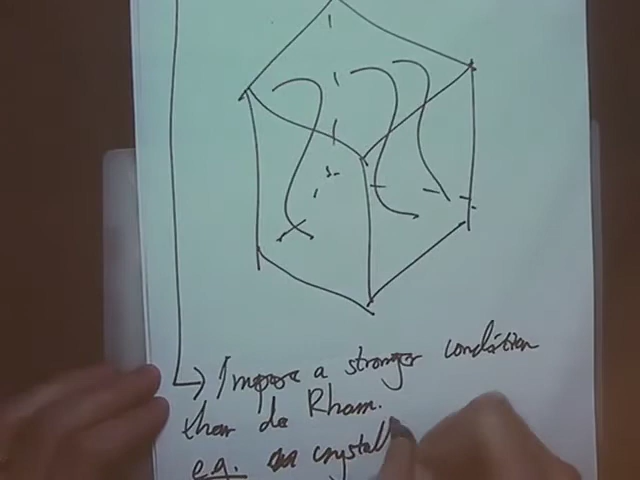 Impose a stronger condition
than de Rham.
e.g. crystall